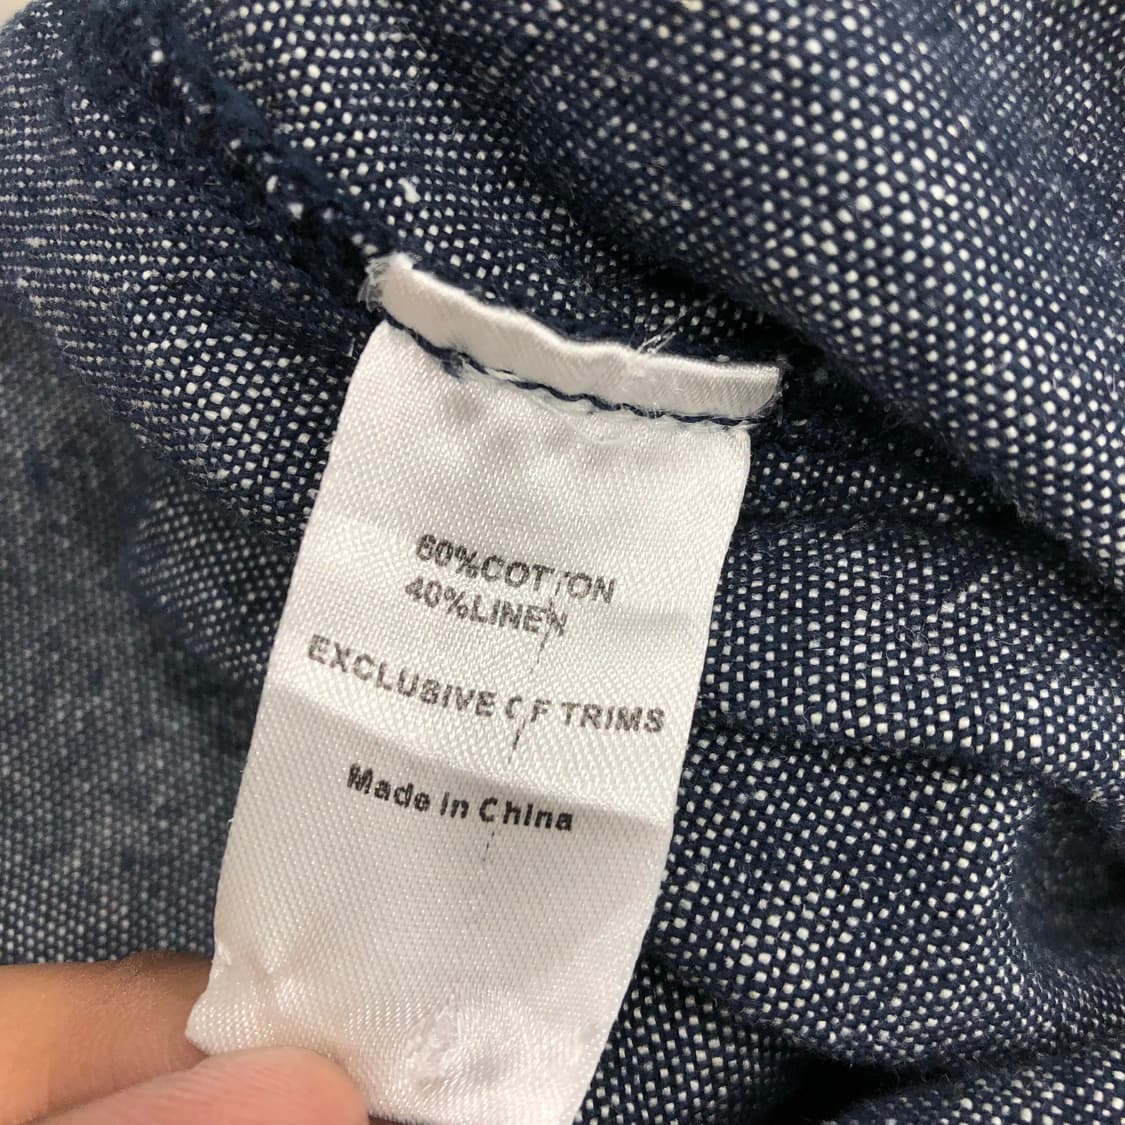 60%COTTON
40%LINEN
EXCLUSIVE OF TRIMS
Made in China